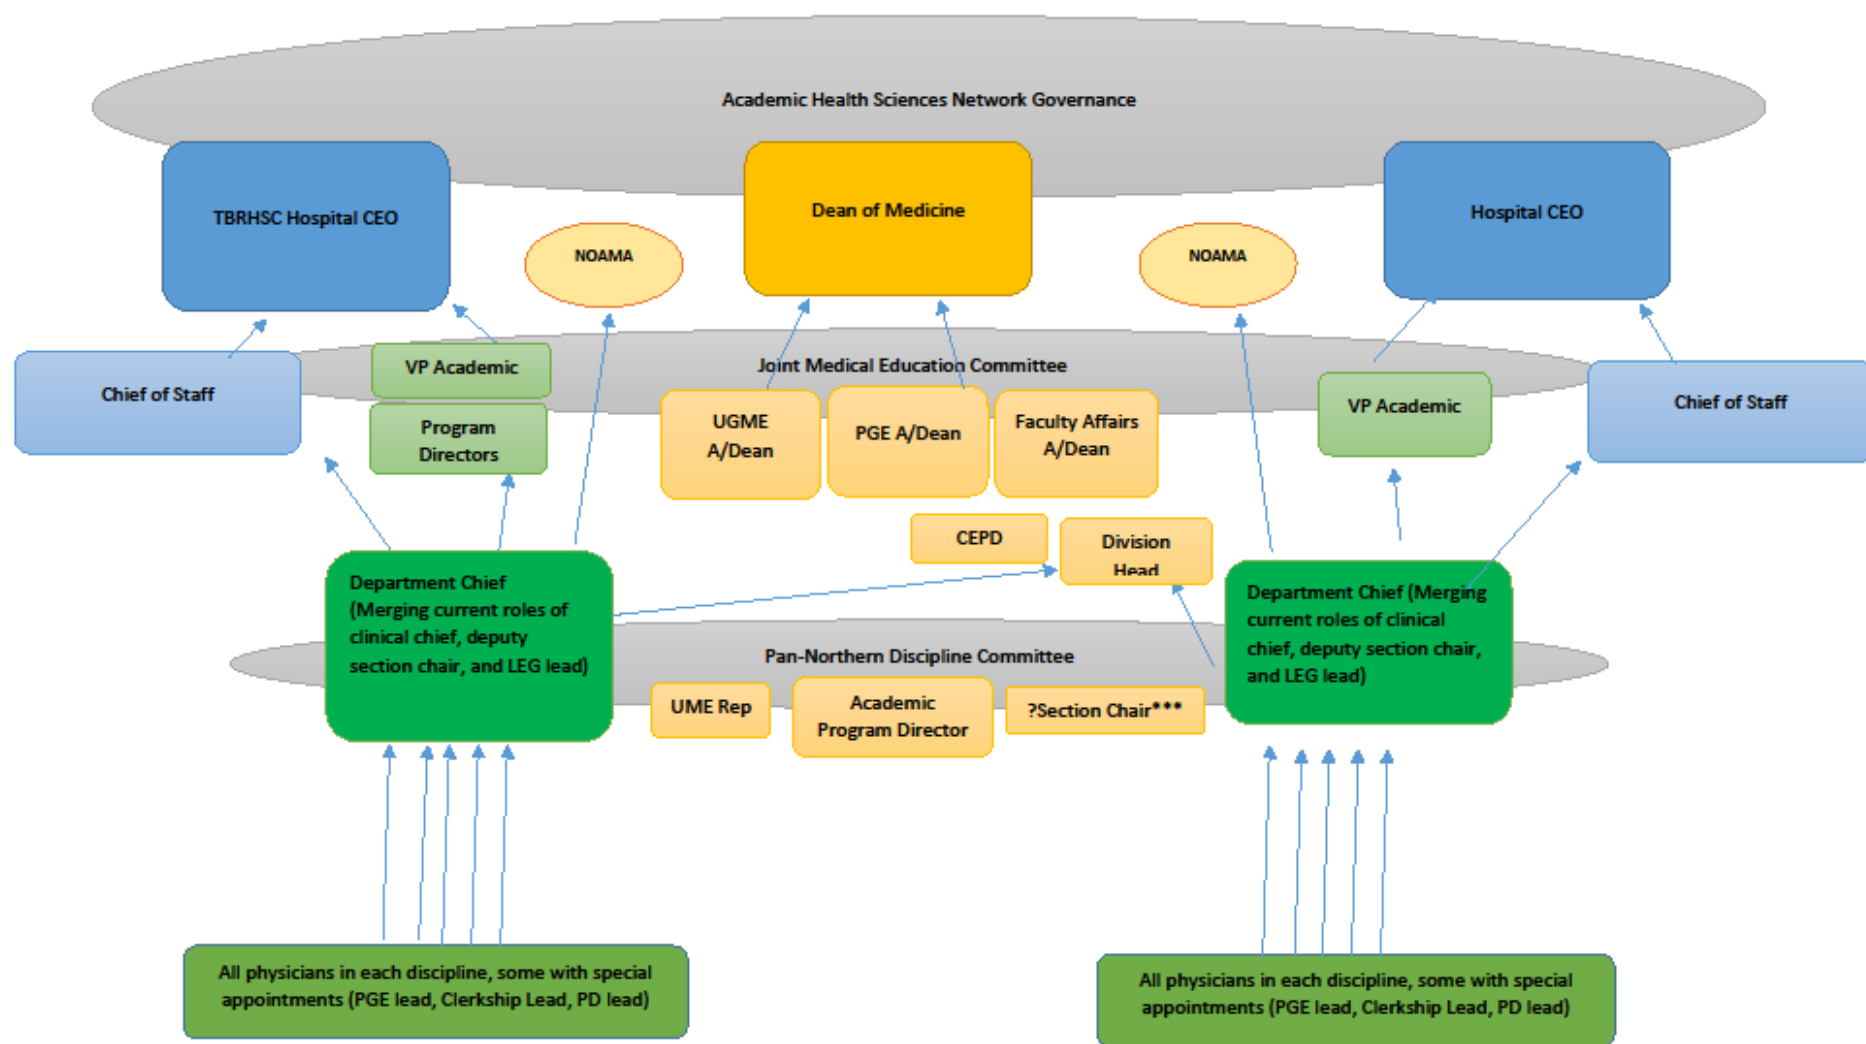 Academic Health Sciences Network Governance
TBRHSC Hospital CEO
Dean of Medicine
Hospital CEO
NOAMA
NOAMA
Joint Medical Education Committee
Chief of Staff
VP Academic
Program
Directors
UGME
A/Dean
PGE A/Dean
Faculty Affairs
A/Dean
VP Academic
Chief of Staff
CEPD
Division
Head
Department Chief
(Merging current roles of
clinical chief, deputy
section chair, and LEG lead)
Department Chief (Merging
current roles of clinical
chief, deputy section chair,
and LEG lead)
Pan-Northern Discipline Committee
UME Rep
Academic
Program Director
?Section Chair***
All physicians in each discipline, some with special
appointments (PGE lead, Clerkship Lead, PD lead)
All physicians in each discipline, some with special
appointments (PGE lead, Clerkship Lead, PD lead)